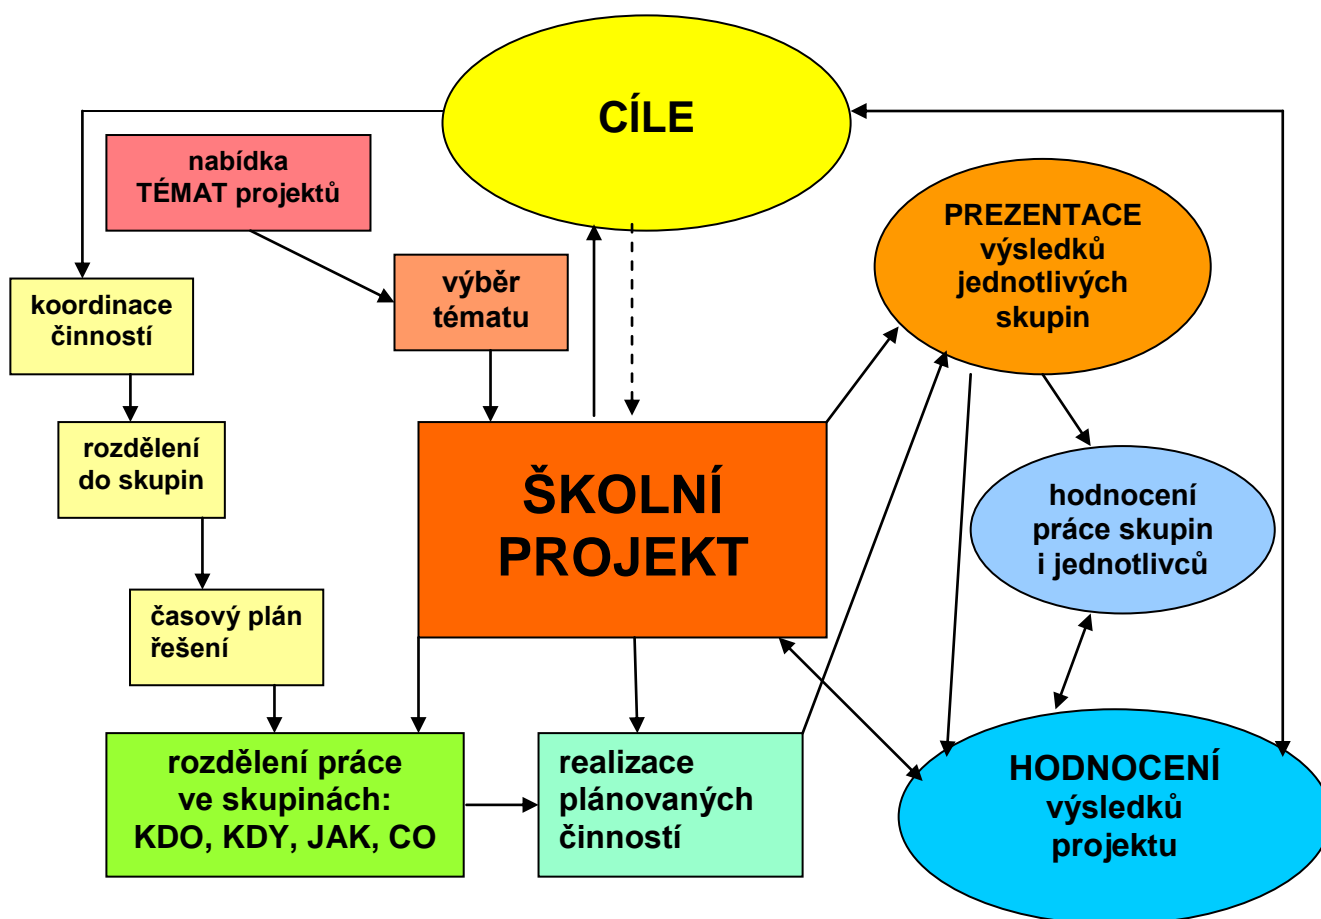 CÍLE
nabídka
TÉMAT projektů
výběr
tématu
PREZENTACE
výsledků
jednotlivých
skupin
koordinace
činností
rozdělení
do skupin
ŠKOLNÍ
PROJEKT
hodnocení
práce skupin
i jednotlivců
časový plán
řešení
rozdělení práce
ve skupinách:
KDO, KDY, JAK, CO
realizace
plánovaných
činností
HODNOCENÍ
výsledků
projektu